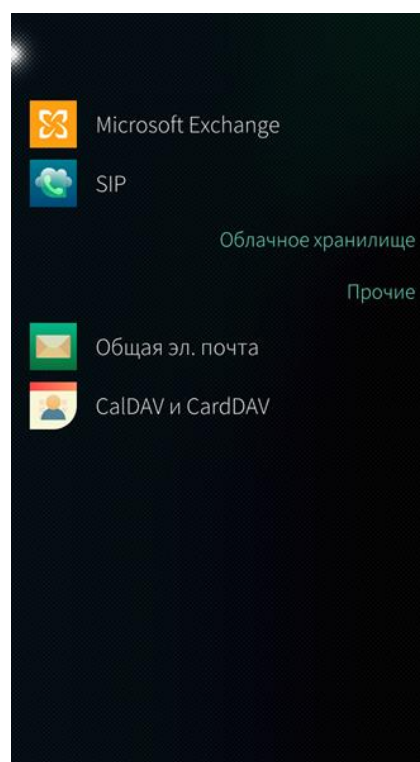 Microsoft Exchange
SIP
Облачное хранилище
Прочие
Общая эл. почта
CalDAV и CardDAV